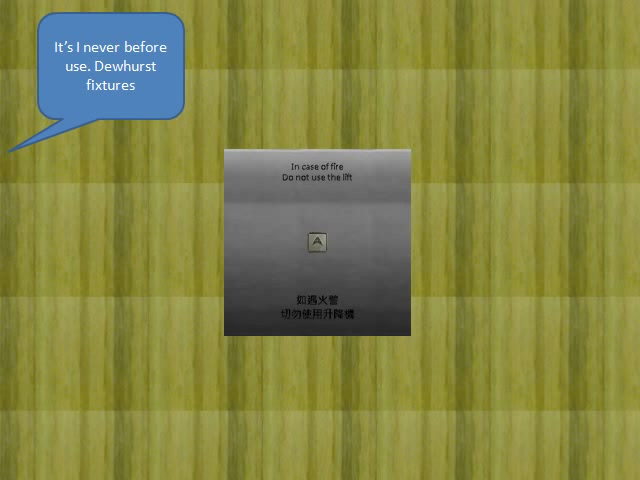 It’s I never before
use. Dewhurst
fixtures
In case of fire
Do not use the lift
如遇火警
切勿使用升降機